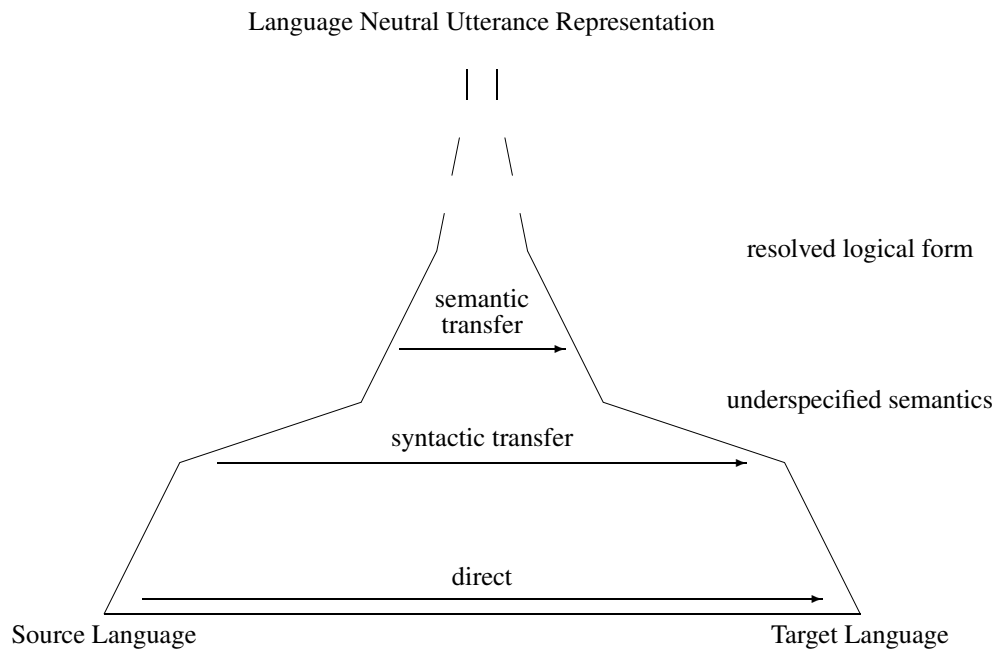 Language Neutral Utterance Representation
resolved logical form
semantic
transfer
underspecified semantics
syntactic transfer
direct
Source Language
Target Language